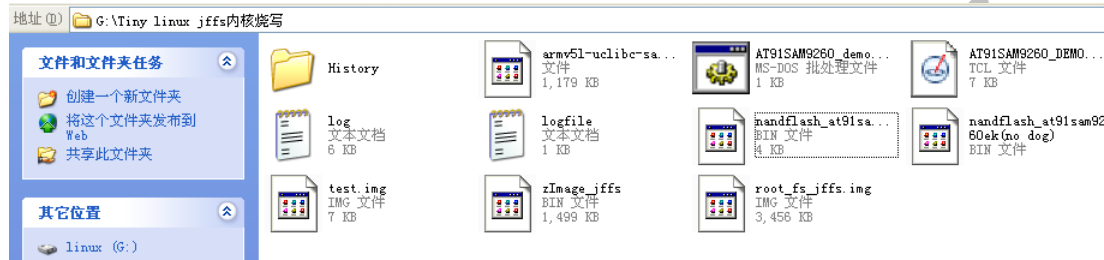 地址(D) G:\Tiny linux jffs内核烧写
文件和文件夹任务
创建一个新文件夹
将这个文件夹发布到
Web
共享此文件夹
其它位置
linux (G:)
History
armv5l-uclibc-sa...
文件
1,179 KB
AT91SAM9260_demo...
MS-DOS 批处理文件
1 KB
AT91SAM9260_DEMO...
TCL 文件
7 KB
log
文本文档
6 KB
logfile
文本文档
1 KB
nandflash_at91sa...
BIN 文件
4 KB
nandflash_at91sam92
60ek(no dog)
BIN 文件
test.img
IMG 文件
7 KB
zImage_jffs
BIN 文件
1,499 KB
root_fs_jffs.img
IMG 文件
3,456 KB